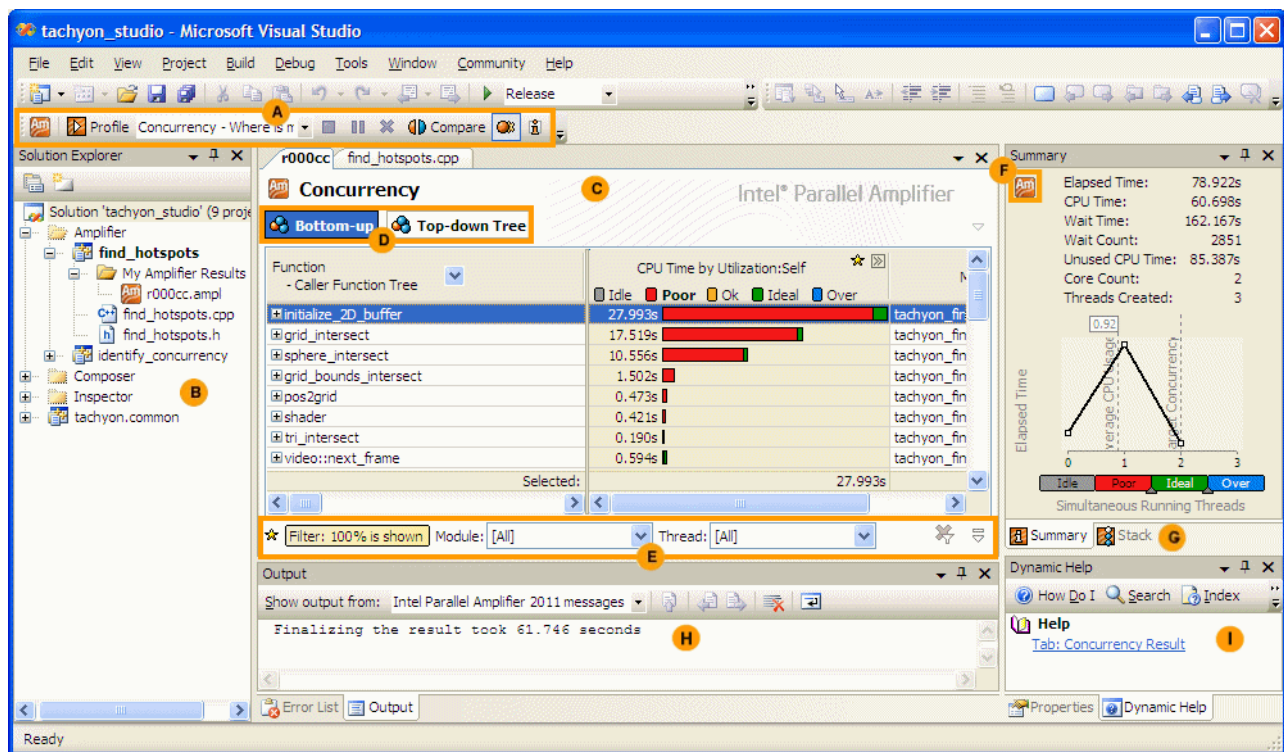 tachyon_studio - Microsoft Visual Studio
File Edit View Project Build Debug Tools Window Community Help
Release
A
Am Profile Concurrency - Where is m Compare
Solution Explorer
Solution 'tachyon_studio' (9 proje
Amplifier
find_hotspots
My Amplifier Results
Am r000cc.ampl
find_hotspots.cpp
h find_hotspots.h
identify_concurrency
Composer
Inspector
tachyon.common
B
r000cc find_hotspots.cpp
Am Concurrency
C
Intel® Parallel Amplifier
Bottom-up Top-down Tree
D
Function
- Caller Function Tree
CPU Time by Utilization:Self
Idle Poor Ok Ideal Over
initialize_2D_buffer 27.993s tachyon_fin
grid_intersect 17.519s tachyon_fin
sphere_intersect 10.556s tachyon_fin
grid_bounds_intersect 1.502s tachyon_fin
pos2grid 0.473s tachyon_fin
shader 0.421s tachyon_fin
tri_intersect 0.190s tachyon_fin
video::next_frame 0.594s tachyon_fin
Selected: 27.993s
Filter: 100% is shown Module: [All] Thread: [All]
E
Output
Show output from: Intel Parallel Amplifier 2011 messages
Finalizing the result took 61.746 seconds
H
Error List Output
Summary
F
Am
Elapsed Time: 78.922s
CPU Time: 60.698s
Wait Time: 162.167s
Wait Count: 2851
Unused CPU Time: 85.387s
Core Count: 2
Threads Created: 3
0.92
Elapsed Time
verage CPU Usage
arget Concurrency
0 1 2 3
Idle Poor Ideal Over
Simultaneous Running Threads
Summary Stack
G
Dynamic Help
How Do I Search Index
Help
Tab: Concurrency Result
I
Properties Dynamic Help
Ready